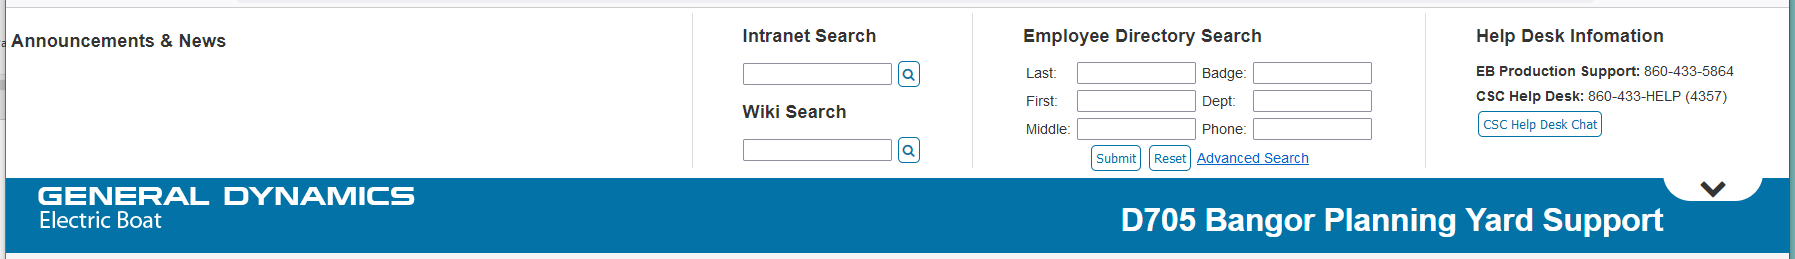 Announcements & News
Intranet Search
Wiki Search
Employee Directory Search
Last: Badge:
First: Dept:
Middle: Phone:
Submit Reset Advanced Search
Help Desk Infomation
EB Production Support: 860-433-5864
CSC Help Desk: 860-433-HELP (4357)
CSC Help Desk Chat
GENERAL DYNAMICS
Electric Boat
D705 Bangor Planning Yard Support